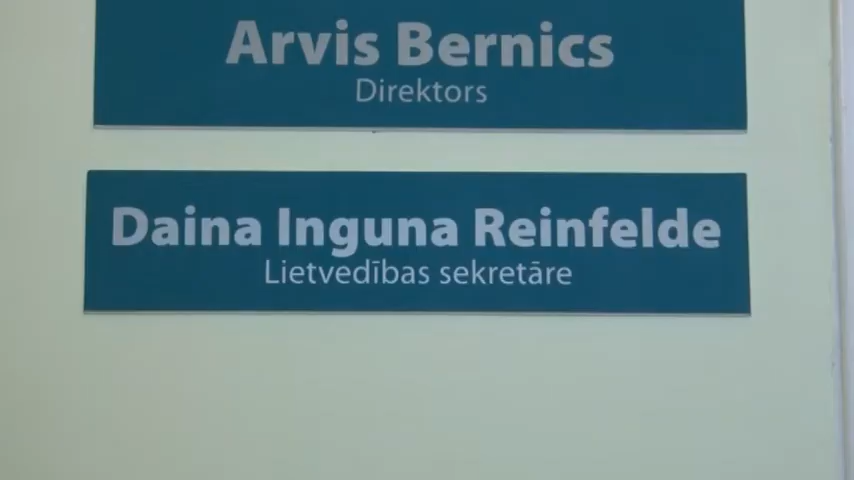 Arvis Bernics
Direktors
Daina Inguna Reinfelde
Lietvedības sekretāre